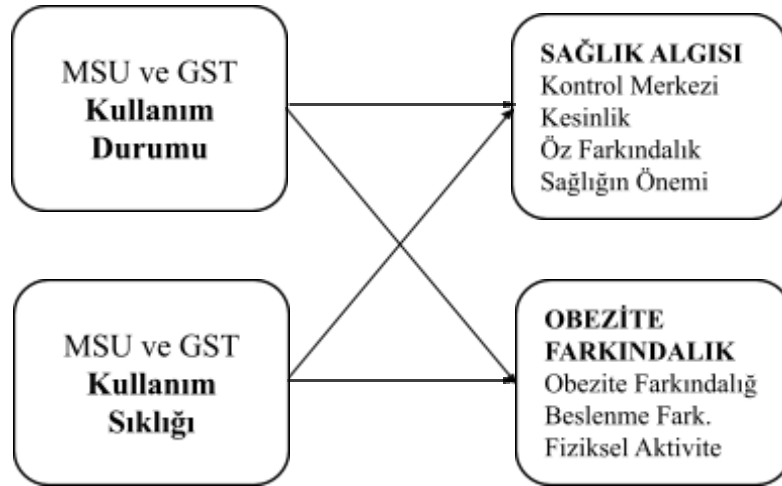 MSU ve GST
Kullanım
Durumu
SAĞLIK ALGISI
Kontrol Merkezi
Kesinlik
Öz Farkındalık
Sağlığın Önemi
MSU ve GST
Kullanım
Sıklığı
OBEZİTE
FARKINDALIK
Obezite Farkındalığ
Beslenme Fark.
Fiziksel Aktivite